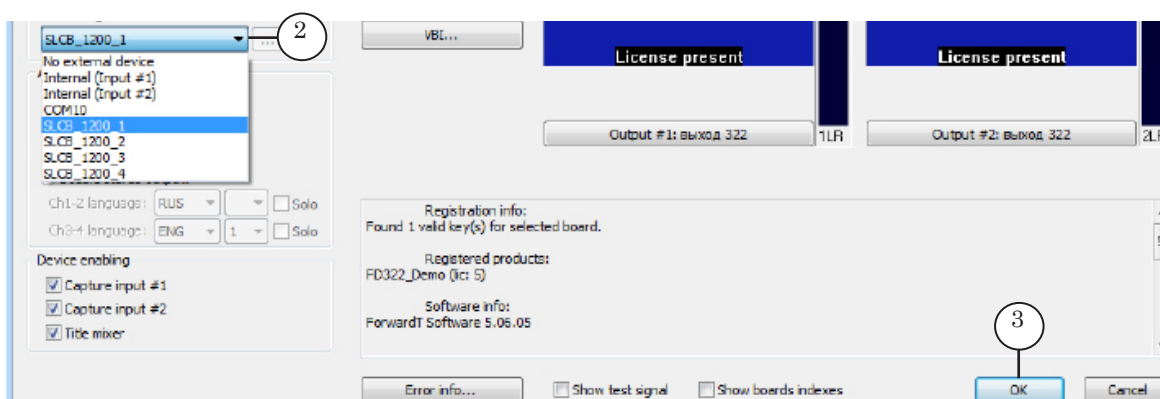 SLCB_1200_1
...
2
No external device
Internal (Input #1)
Internal (Input #2)
COM10
SLCB_1200_1
SLCB_1200_2
SLCB_1200_3
SLCB_1200_4
Ch1-2 language: RUS Solo
Ch3-4 language: ENG 1 Solo
Device enabling
Capture input #1
Capture input #2
Title mixer
VBI...
License present
License present
Output #1: выход 322
1LR
Output #2: выход 322
Registration info:
Found 1 valid key(s) for selected board.
Registered products:
FD322_Demo (lic: 5)
Software info:
ForwardT Software 5.06.05
3
Error info...
Show test signal
Show boards indexes
OK
Cancel